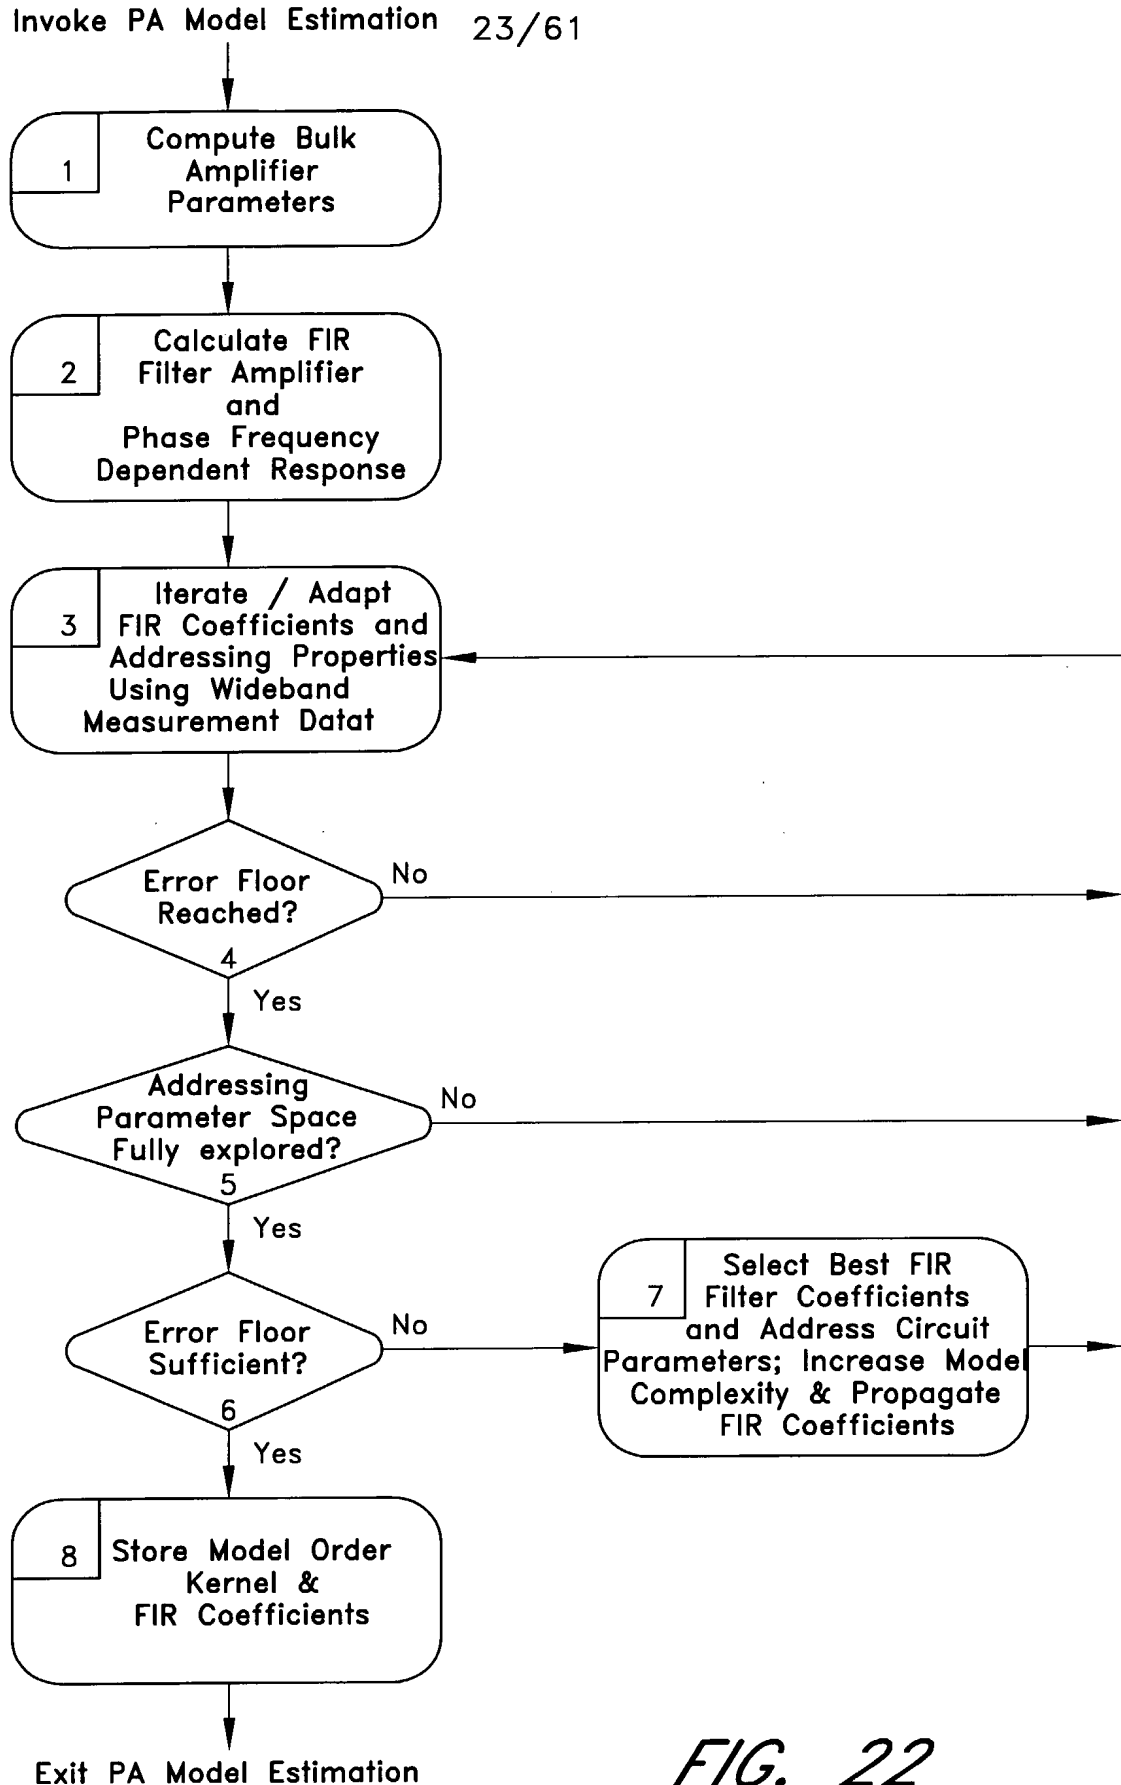 Invoke PA Model Estimation
23/61
1
Compute Bulk
Amplifier
Parameters
2
Calculate FIR
Filter Amplifier
and
Phase Frequency
Dependent Response
3
Iterate / Adapt
FIR Coefficients and
Addressing Properties
Using Wideband
Measurement Datat
Error Floor
Reached?
4
No
Yes
Addressing
Parameter Space
Fully explored?
5
No
Yes
Error Floor
Sufficient?
6
No
Yes
7
Select Best FIR
Filter Coefficients
and Address Circuit
Parameters; Increase Model
Complexity & Propagate
FIR Coefficients
8
Store Model Order
Kernel &
FIR Coefficients
Exit PA Model Estimation
FIG. 22